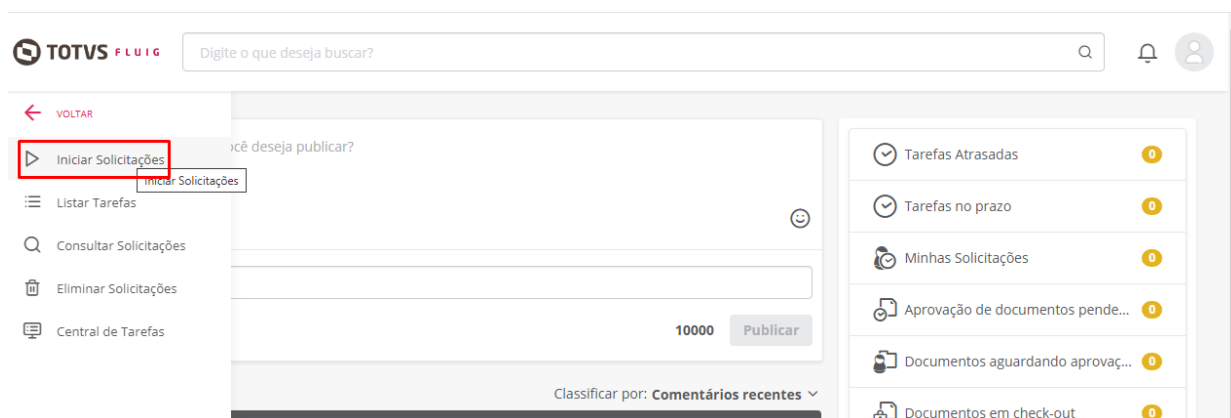 TOTVS FLUIG
Digite o que deseja buscar?
VOLTAR
Iniciar Solicitações
Iniciar Solicitações
Listar Tarefas
Consultar Solicitações
Eliminar Solicitações
Central de Tarefas
ocê deseja publicar?
10000 Publicar
Classificar por: Comentários recentes
Tarefas Atrasadas 0
Tarefas no prazo 0
Minhas Solicitações 0
Aprovação de documentos pende... 0
Documentos aguardando aprovaç... 0
Documentos em check-out 0